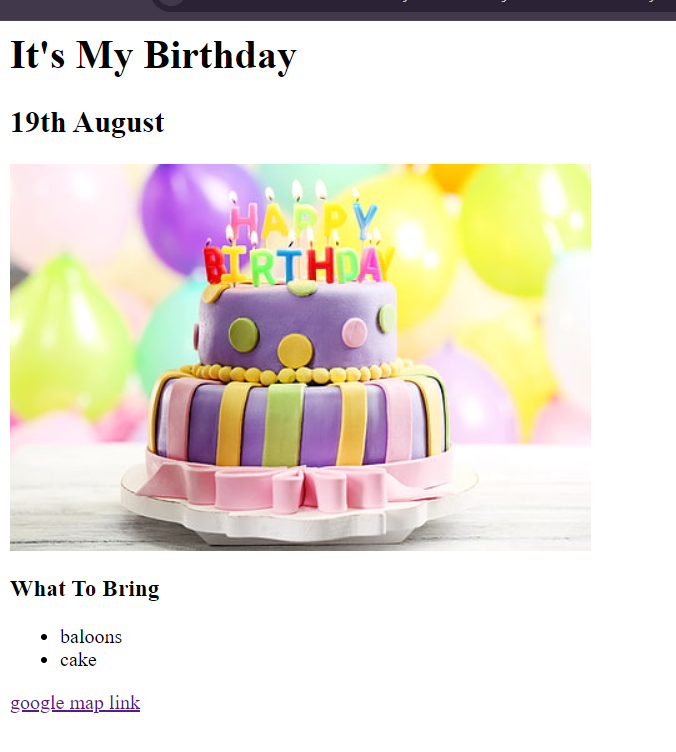 It's My Birthday
19th August
HAPPY
BIRTHDAY
What To Bring
baloons
cake
google map link